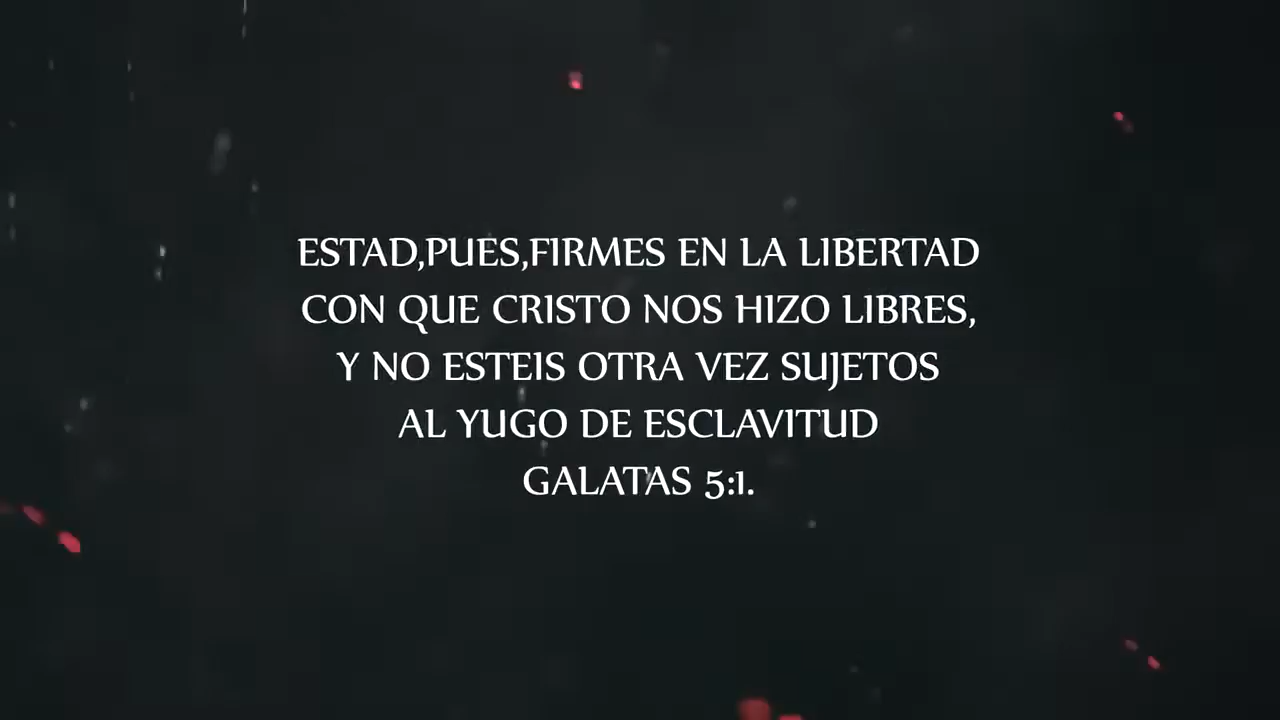 ESTAD,PUES,FIRMES EN LA LIBERTAD
CON QUE CRISTO NOS HIZO LIBRES,
Y NO ESTEIS OTRA VEZ SUJETOS
AL YUGO DE ESCLAVITUD
GALATAS 5:1.